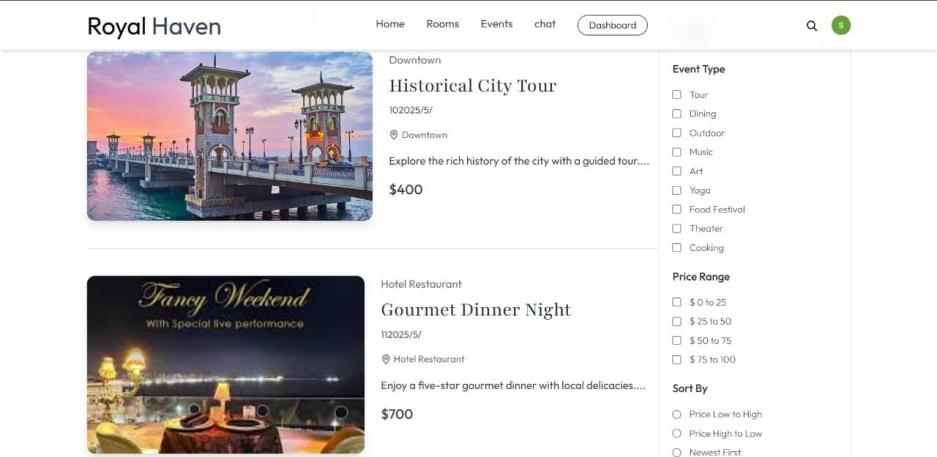 Royal Haven
Home
Rooms
Events
chat
Dashboard
S
Downtown
Historical City Tour
102025/5/
Downtown
Explore the rich history of the city with a guided tour....
$400
Fancy Weekend
With Special live performance
Hotel Restaurant
Gourmet Dinner Night
112025/5/
Hotel Restaurant
Enjoy a five-star gourmet dinner with local delicacies....
$700
Event Type
Tour
Dining
Outdoor
Music
Art
Yoga
Food Festival
Theater
Cooking
Price Range
$ 0 to 25
$ 25 to 50
$ 50 to 75
$ 75 to 100
Sort By
Price Low to High
Price High to Low
Newest First